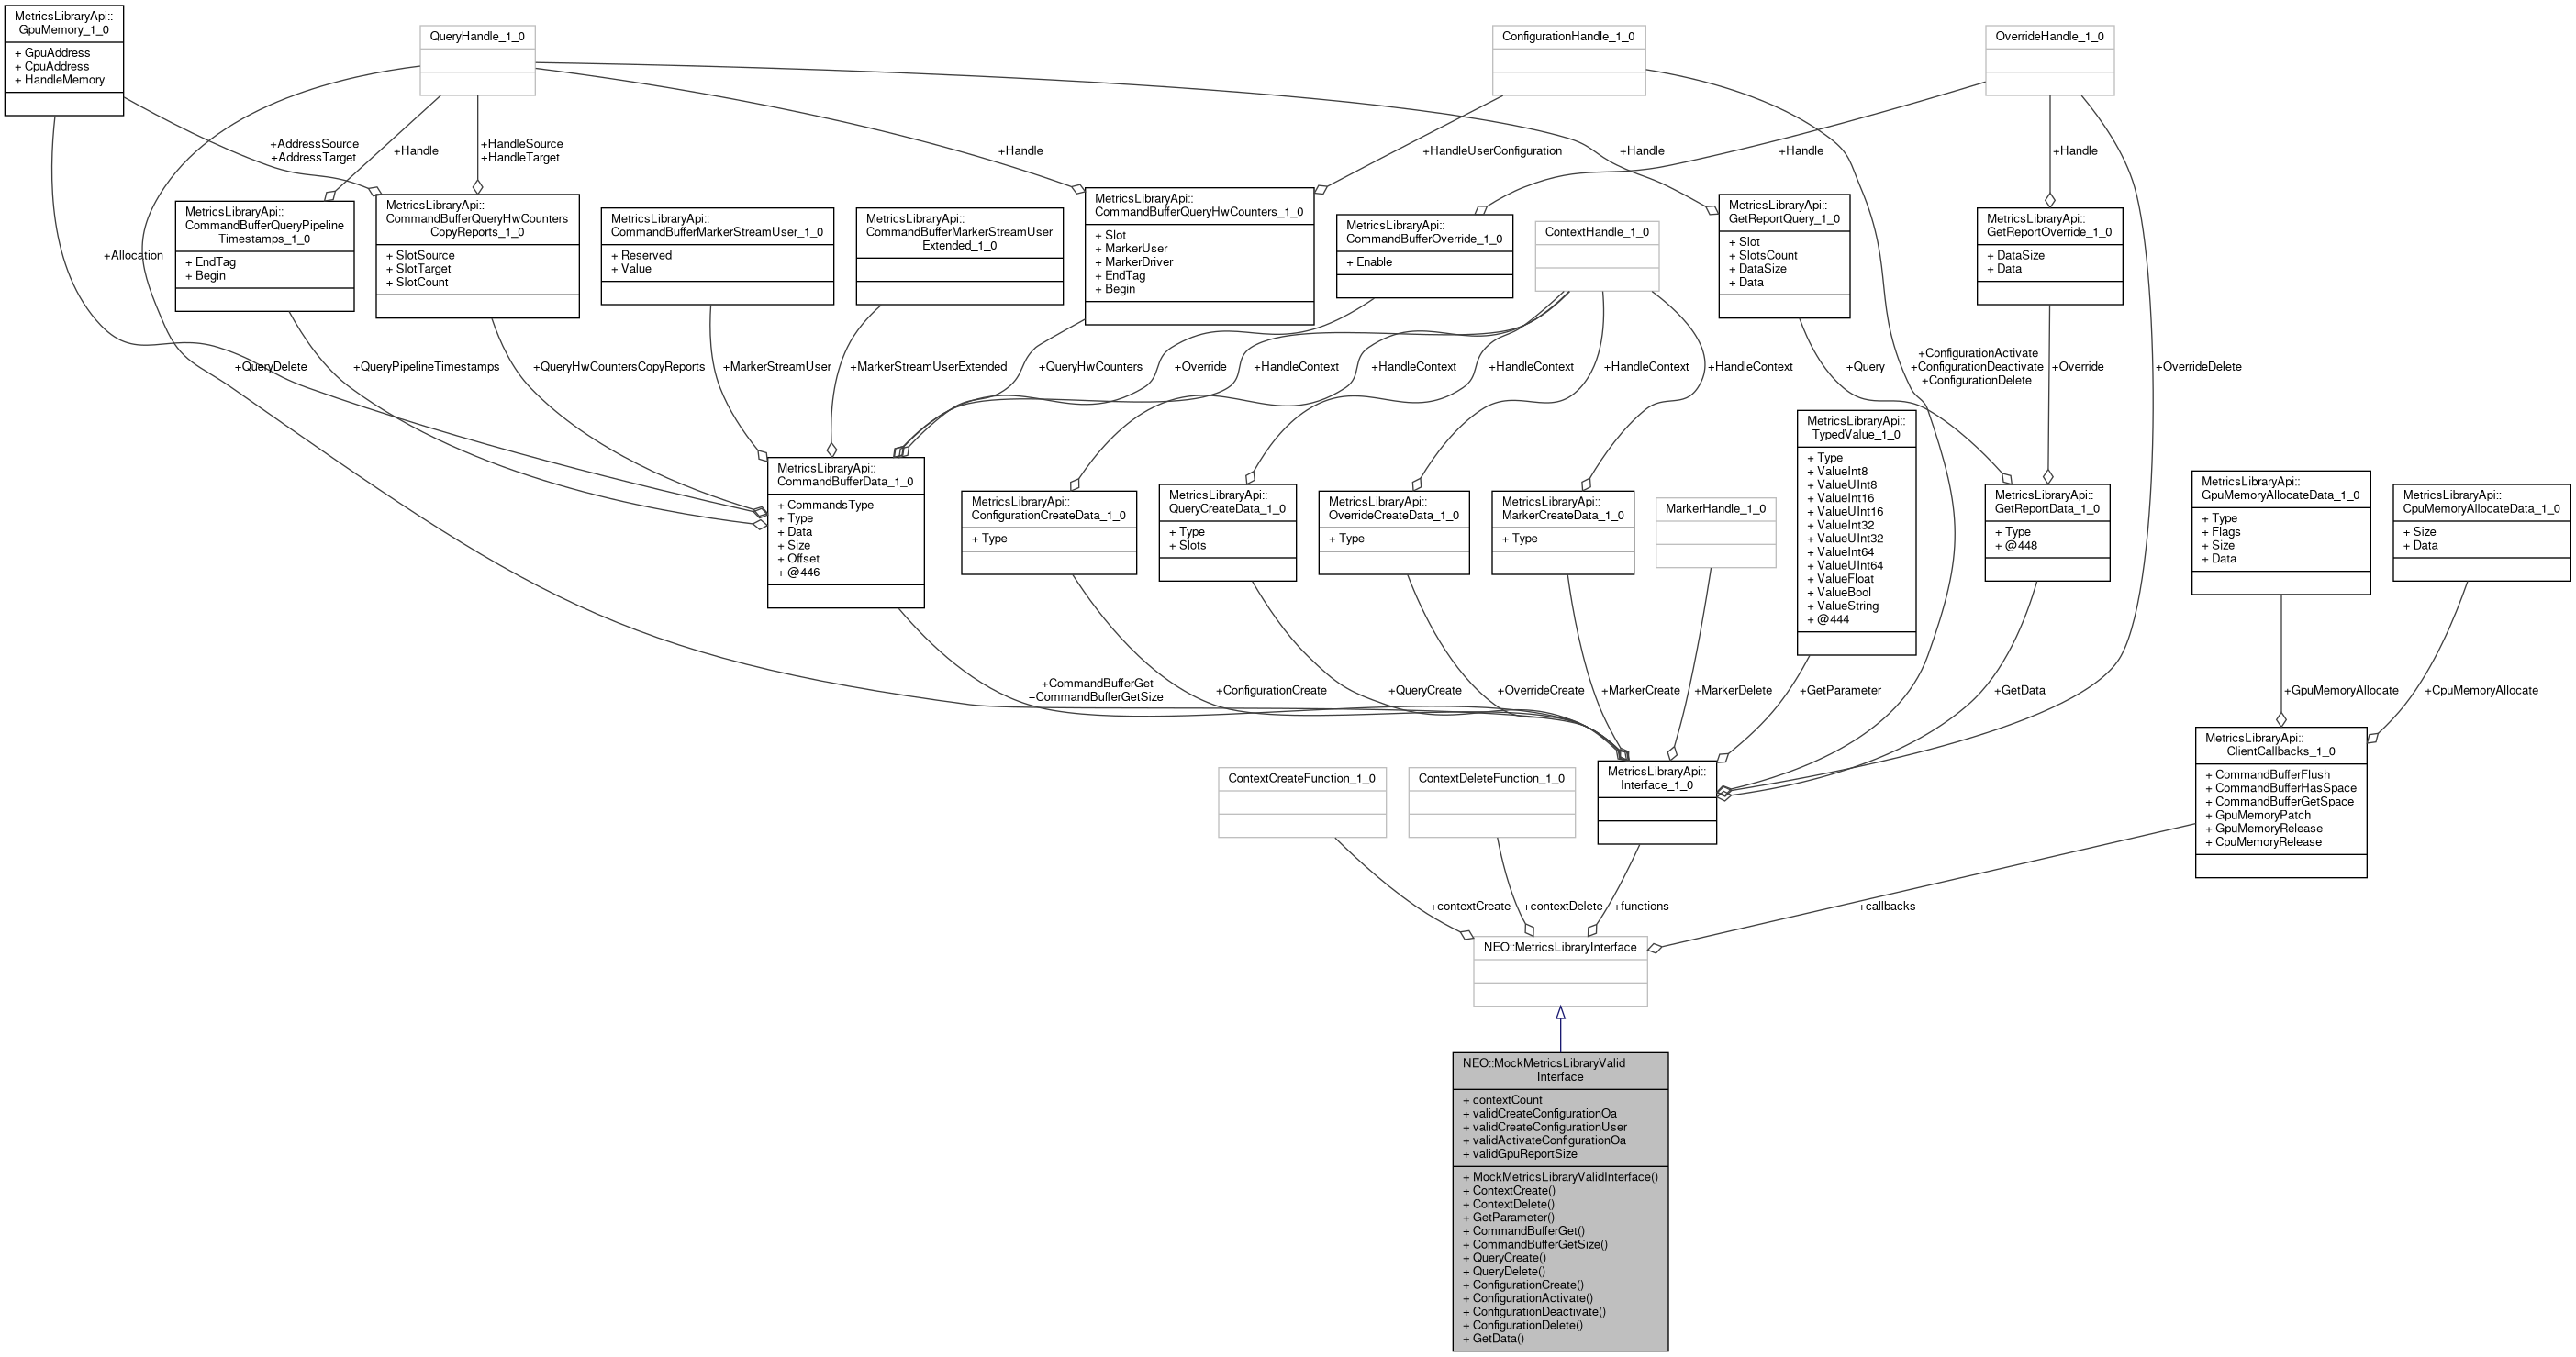 MetricsLibraryApi::
GpuMemory_1_0
+ GpuAddress
+ CpuAddress
+ HandleMemory
QueryHandle_1_0
ConfigurationHandle_1_0
OverrideHandle_1_0
+AddressSource
+AddressTarget
+Handle
+HandleSource
+HandleTarget
+Handle
+HandleUserConfiguration
+Handle
+Handle
+Handle
+Allocation
MetricsLibraryApi::
CommandBufferQueryPipeline
Timestamps_1_0
+ EndTag
+ Begin
MetricsLibraryApi::
CommandBufferQueryHwCounters
CopyReports_1_0
+ SlotSource
+ SlotTarget
+ SlotCount
MetricsLibraryApi::
CommandBufferMarkerStreamUser_1_0
+ Reserved
+ Value
MetricsLibraryApi::
CommandBufferMarkerStreamUser
Extended_1_0
MetricsLibraryApi::
CommandBufferQueryHwCounters_1_0
+ Slot
+ MarkerUser
+ MarkerDriver
+ EndTag
+ Begin
MetricsLibraryApi::
CommandBufferOverride_1_0
+ Enable
ContextHandle_1_0
MetricsLibraryApi::
GetReportQuery_1_0
+ Slot
+ SlotsCount
+ DataSize
+ Data
MetricsLibraryApi::
GetReportOverride_1_0
+ DataSize
+ Data
+QueryDelete
+QueryPipelineTimestamps
+QueryHwCountersCopyReports
+MarkerStreamUser
+MarkerStreamUserExtended
+QueryHwCounters
+Override
+HandleContext
+HandleContext
+HandleContext
+HandleContext
+HandleContext
+Query
+ConfigurationActivate
+ConfigurationDeactivate
+ConfigurationDelete
+Override
+OverrideDelete
MetricsLibraryApi::
CommandBufferData_1_0
+ CommandsType
+ Type
+ Data
+ Size
+ Offset
+ @446
MetricsLibraryApi::
ConfigurationCreateData_1_0
+ Type
MetricsLibraryApi::
QueryCreateData_1_0
+ Type
+ Slots
MetricsLibraryApi::
OverrideCreateData_1_0
+ Type
MetricsLibraryApi::
MarkerCreateData_1_0
+ Type
MarkerHandle_1_0
MetricsLibraryApi::
TypedValue_1_0
+ Type
+ ValueInt8
+ ValueUInt8
+ ValueInt16
+ ValueUInt16
+ ValueInt32
+ ValueUInt32
+ ValueInt64
+ ValueUInt64
+ ValueFloat
+ ValueBool
+ ValueString
+ @444
MetricsLibraryApi::
GetReportData_1_0
+ Type
+ @448
MetricsLibraryApi::
GpuMemoryAllocateData_1_0
+ Type
+ Flags
+ Size
+ Data
MetricsLibraryApi::
CpuMemoryAllocateData_1_0
+ Size
+ Data
+CommandBufferGet
+CommandBufferGetSize
+ConfigurationCreate
+QueryCreate
+OverrideCreate
+MarkerCreate
+MarkerDelete
+GetParameter
+GetData
+GpuMemoryAllocate
+CpuMemoryAllocate
ContextCreateFunction_1_0
ContextDeleteFunction_1_0
MetricsLibraryApi::
Interface_1_0
MetricsLibraryApi::
ClientCallbacks_1_0
+ CommandBufferFlush
+ CommandBufferHasSpace
+ CommandBufferGetSpace
+ GpuMemoryPatch
+ GpuMemoryRelease
+ CpuMemoryRelease
+contextCreate
+contextDelete
+functions
+callbacks
NEO::MetricsLibraryInterface
NEO::MockMetricsLibraryValid
Interface
+ contextCount
+ validCreateConfigurationOa
+ validCreateConfigurationUser
+ validActivateConfigurationOa
+ validGpuReportSize
+ MockMetricsLibraryValidInterface()
+ ContextCreate()
+ ContextDelete()
+ GetParameter()
+ CommandBufferGet()
+ CommandBufferGetSize()
+ QueryCreate()
+ QueryDelete()
+ ConfigurationCreate()
+ ConfigurationActivate()
+ ConfigurationDeactivate()
+ ConfigurationDelete()
+ GetData()